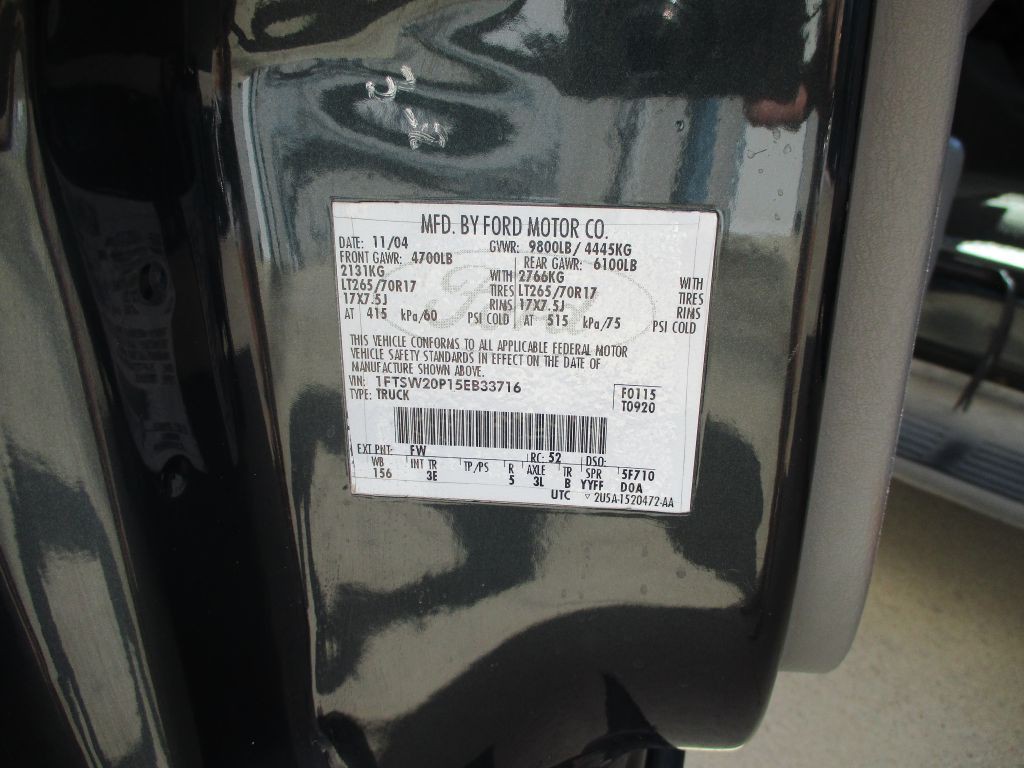 MFD. BY FORD MOTOR CO.
DATE: 11/04 GVWR: 9800LB / 4445KG
FRONT GAWR: 4700LB REAR GAWR: 6100LB
2131KG WITH 2766KG WITH
LT265/70R17 TIRES LT265/70R17 TIRES
17X7.5J RIMS 17X7.5J RIMS
AT 415 kPa/60 PSI COLD AT 515 kPa/75 PSI COLD
THIS VEHICLE CONFORMS TO ALL APPLICABLE FEDERAL MOTOR
VEHICLE SAFETY STANDARDS IN EFFECT ON THE DATE OF
MANUFACTURE SHOWN ABOVE.
VIN: 1FTSW20P15EB33716 F0115
TYPE: TRUCK T0920
EXT PNT: FW RC: 52 DSO:
WB INT TR TP/PS R AXLE TR SPR 5F710
156 3E 5 3L B YYFF DOA
UTC ▽ 2U5A-1520472-AA
Ford